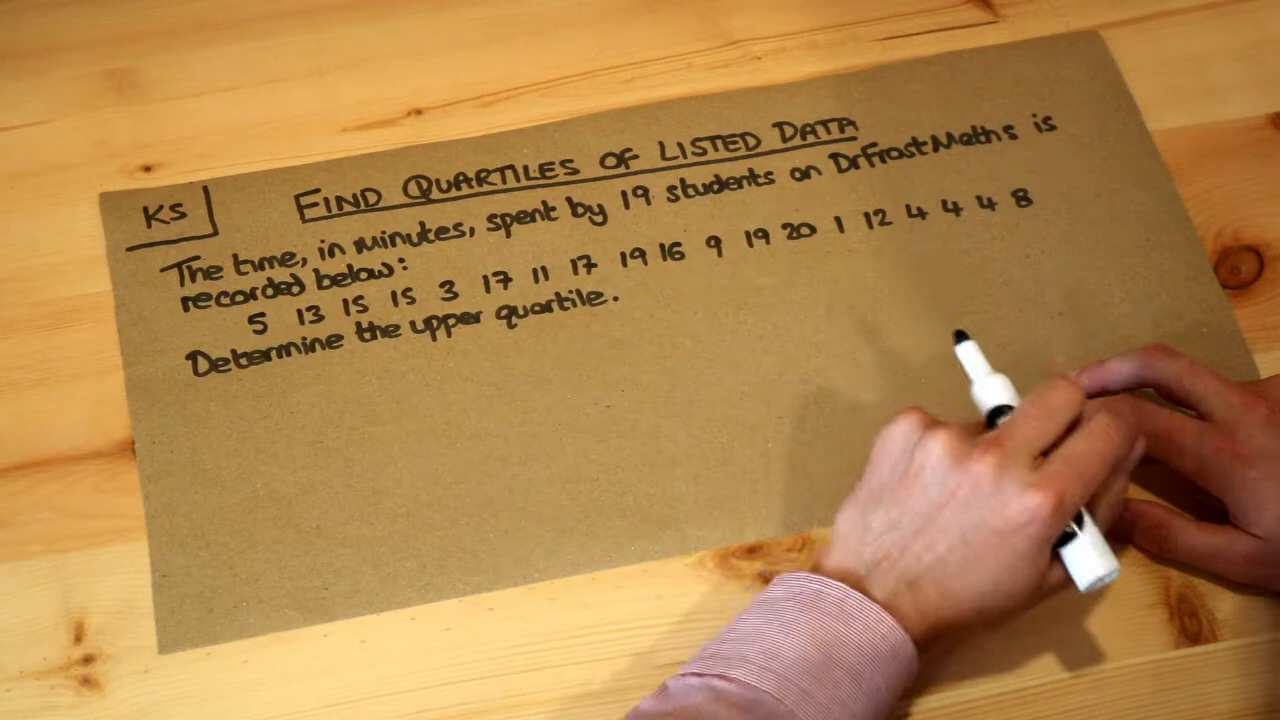 KS
FIND QUARTILES OF LISTED DATA
The time, in minutes, spent by 19 students on DrFrostMaths is
recorded below:
5 13 15 15 3 17 11 17 19 16 9 19 20 1 12 4 4 4 8
Determine the upper quartile.